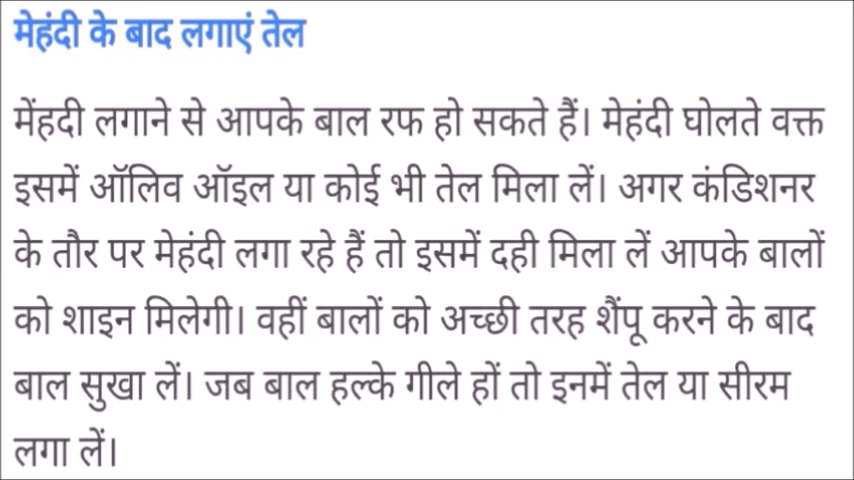 मेहंदी के बाद लगाएं तेल
मेंहदी लगाने से आपके बाल रफ हो सकते हैं। मेहंदी घोलते वक्त
इसमें ऑलिव ऑइल या कोई भी तेल मिला लें। अगर कंडिशनर
के तौर पर मेहंदी लगा रहे हैं तो इसमें दही मिला लें आपके बालों
को शाइन मिलेगी। वहीं बालों को अच्छी तरह शैंपू करने के बाद
बाल सुखा लें। जब बाल हल्के गीले हों तो इनमें तेल या सीरम
लगा लें।